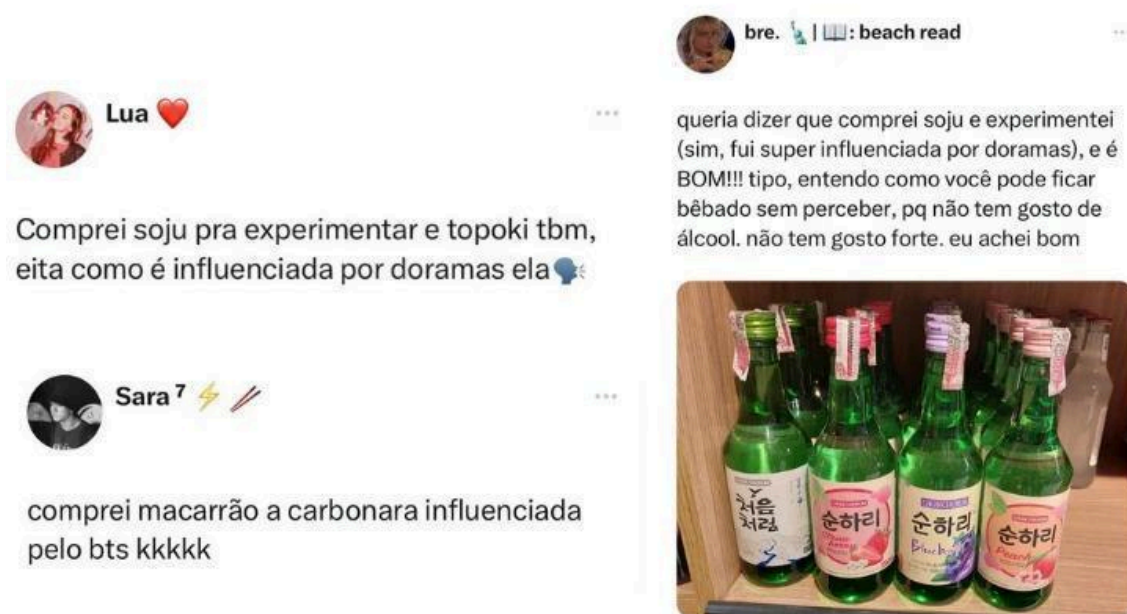 Lua ❤️
Comprei soju pra experimentar e topoki tbm,
eita como é influenciada por doramas ela🗣️
Sara ⁷ ⚡ 🥢
comprei macarrão a carbonara influenciada
pelo bts kkkkk
bre. 🗽 | 📖: beach read
queria dizer que comprei soju e experimentei
(sim, fui super influenciada por doramas), e é
BOM!!! tipo, entendo como você pode ficar
bêbado sem perceber, pq não tem gosto de
álcool. não tem gosto forte. eu achei bom
처음
처럼
순하리
순하리
순하리
Peach